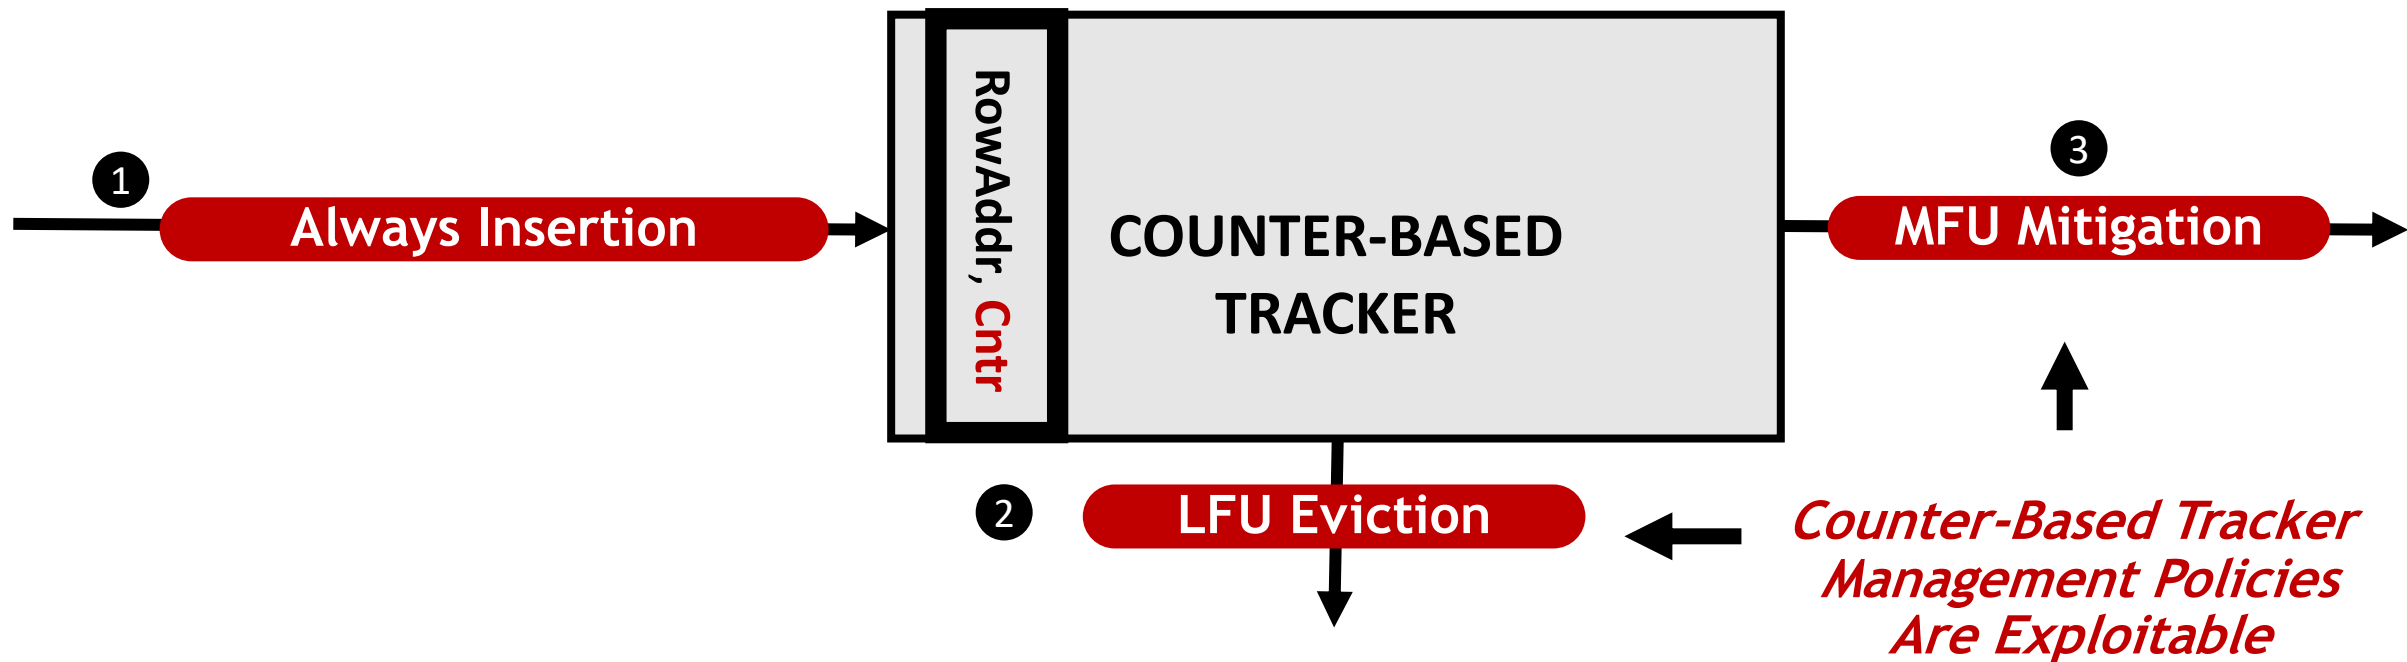 1
Always Insertion
RowAddr, Cntr
COUNTER-BASED
TRACKER
3
MFU Mitigation
2
LFU Eviction
Counter-Based Tracker
Management Policies
Are Exploitable